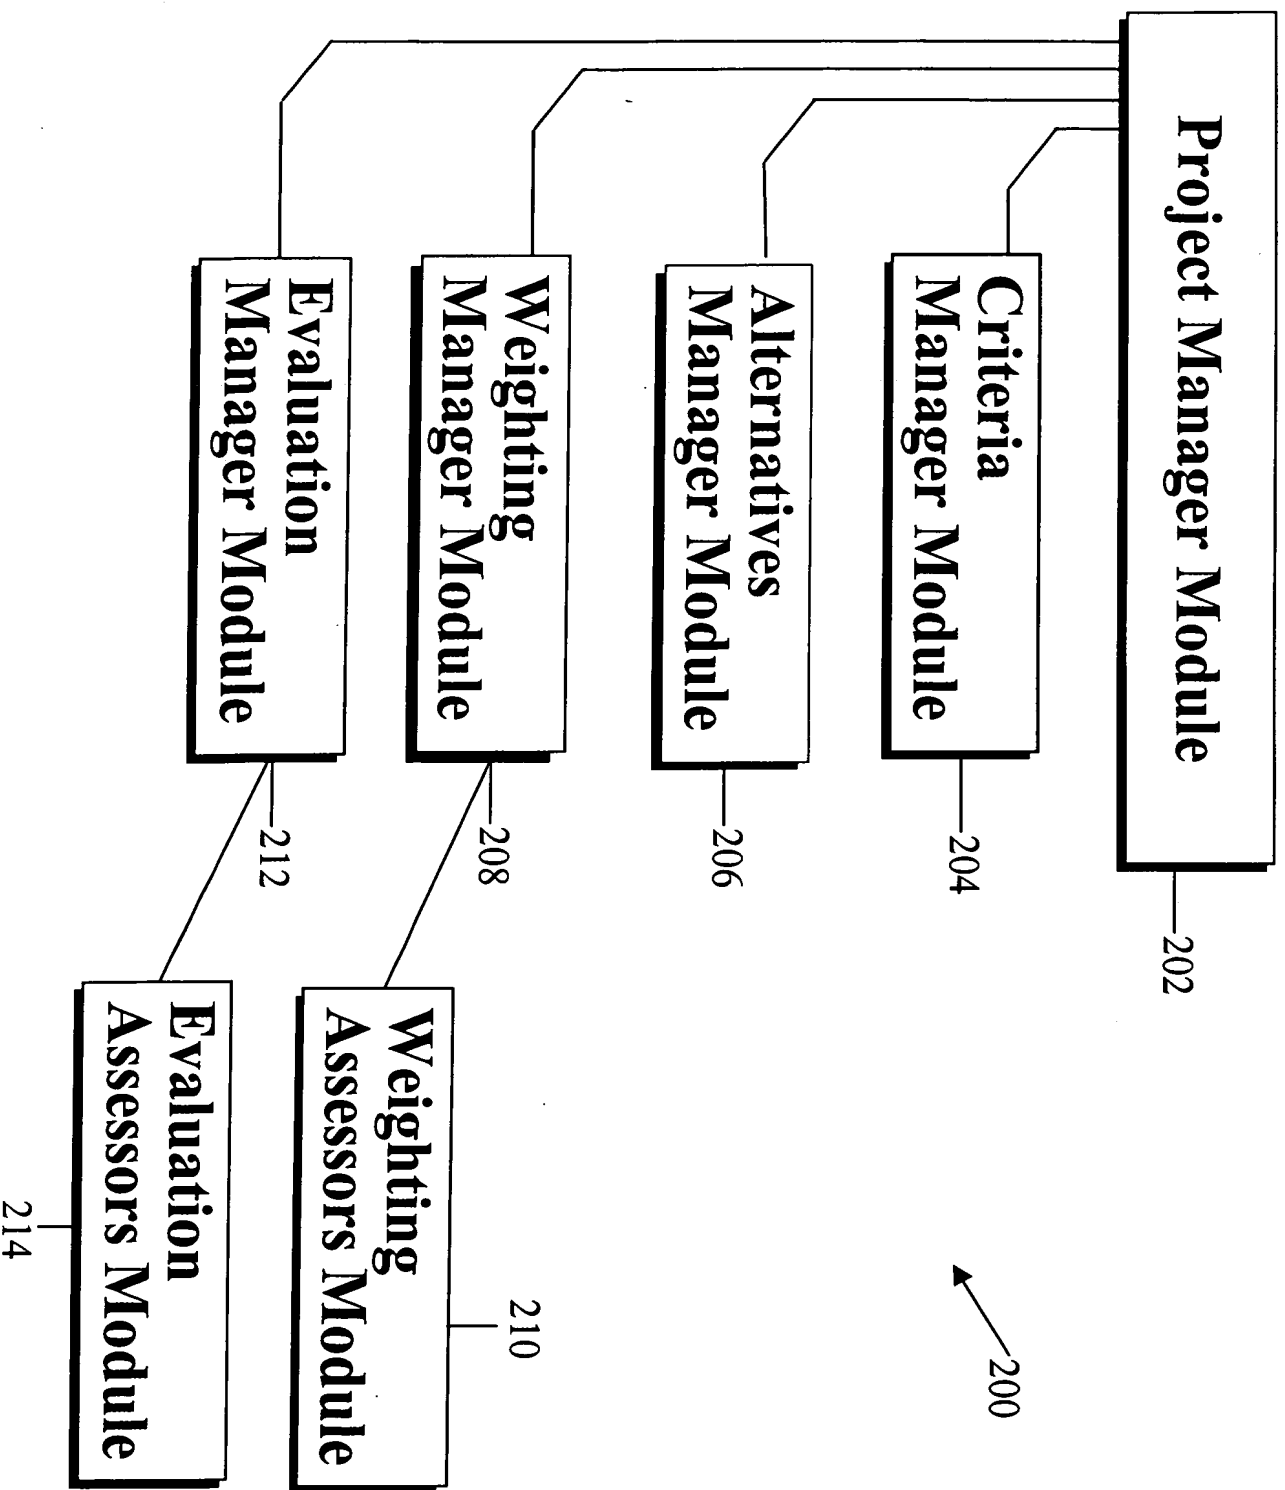 Project Manager Module
202
Criteria
Manager Module
204
Alternatives
Manager Module
206
Weighting
Manager Module
208
Evaluation
Manager Module
212
Weighting
Assessors Module
210
Evaluation
Assessors Module
214
200